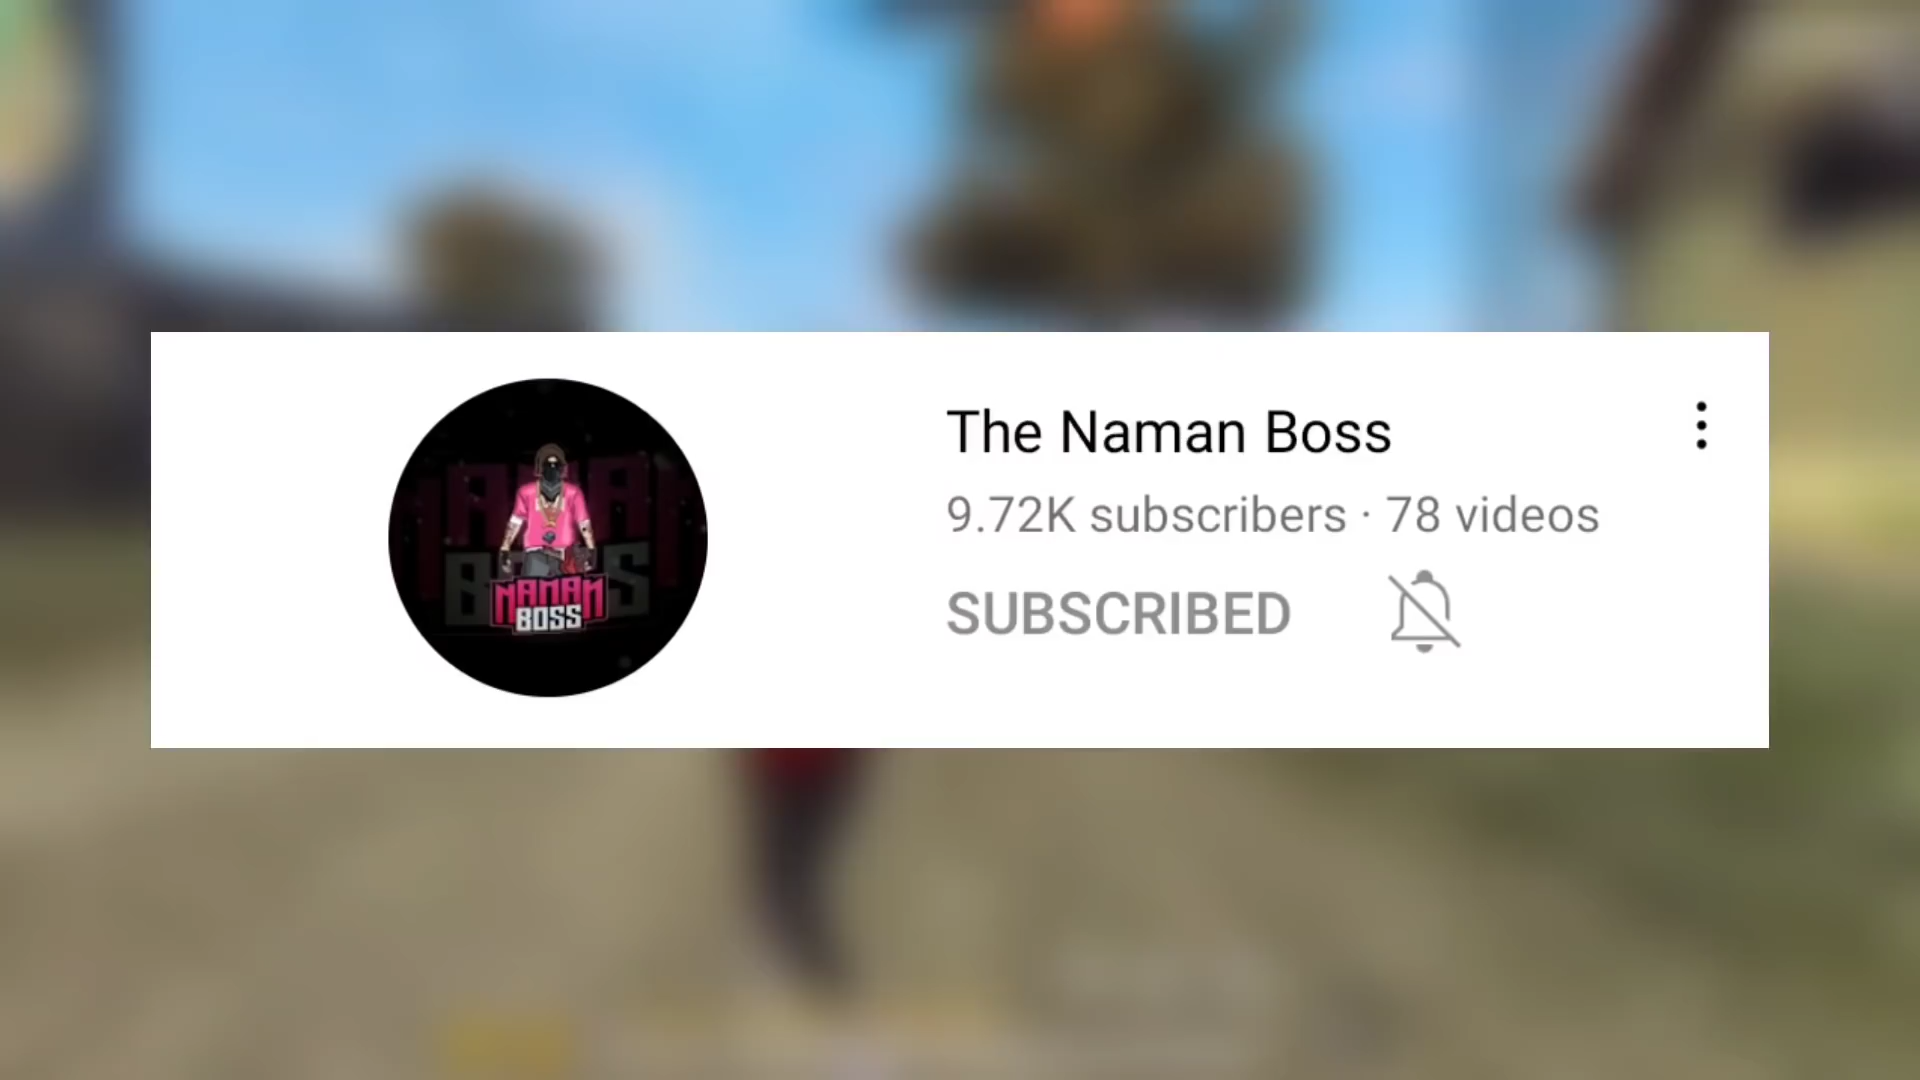 NAMAN
BOSS
The Naman Boss
9.72K subscribers · 78 videos
SUBSCRIBED